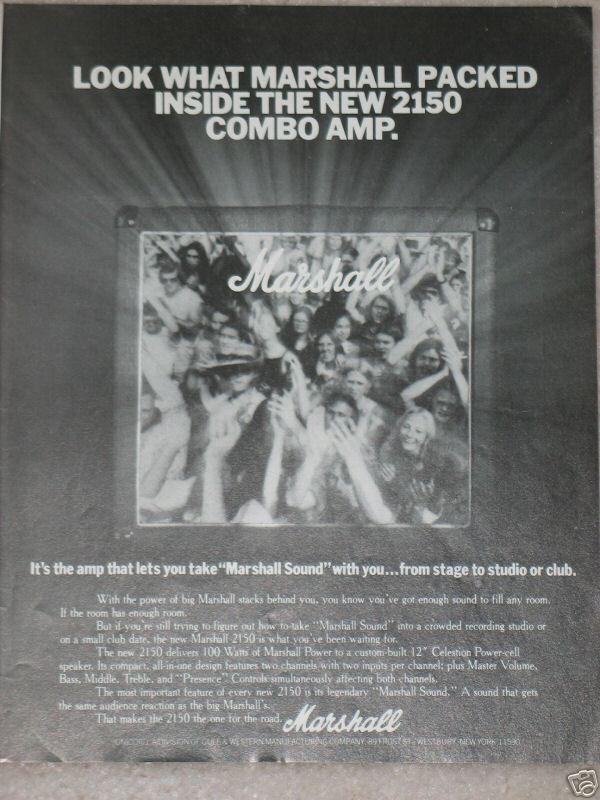 LOOK WHAT MARSHALL PACKED
INSIDE THE NEW 2150
COMBO AMP.
Marshall
It's the amp that lets you take "Marshall Sound" with you...from stage to studio or club.
With the power of big Marshall stacks behind you, you know you've got enough sound to fill any room.
If the room has enough room.
But if you're still trying to figure out how to take "Marshall Sound" into a crowded recording studio or
on a small club date, the new Marshall 2150 is what you've been waiting for.
The new 2150 delivers 100 Watts of Marshall Power to a custom-built 12" Celestion Power-cell
speaker. Its compact, all-in-one design features two channels with two inputs per channel; plus Master Volume,
Bass, Middle, Treble, and "Presence" Controls simultaneously affecting both channels.
The most important feature of every new 2150 is its legendary "Marshall Sound." A sound that gets
the same audience reaction as the big Marshall's.
That makes the 2150 the one for the road. Marshall
UNICORD, A DIVISION OF GULF & WESTERN MANUFACTURING COMPANY, 89 FROST ST., WESTBURY, NEW YORK 11590